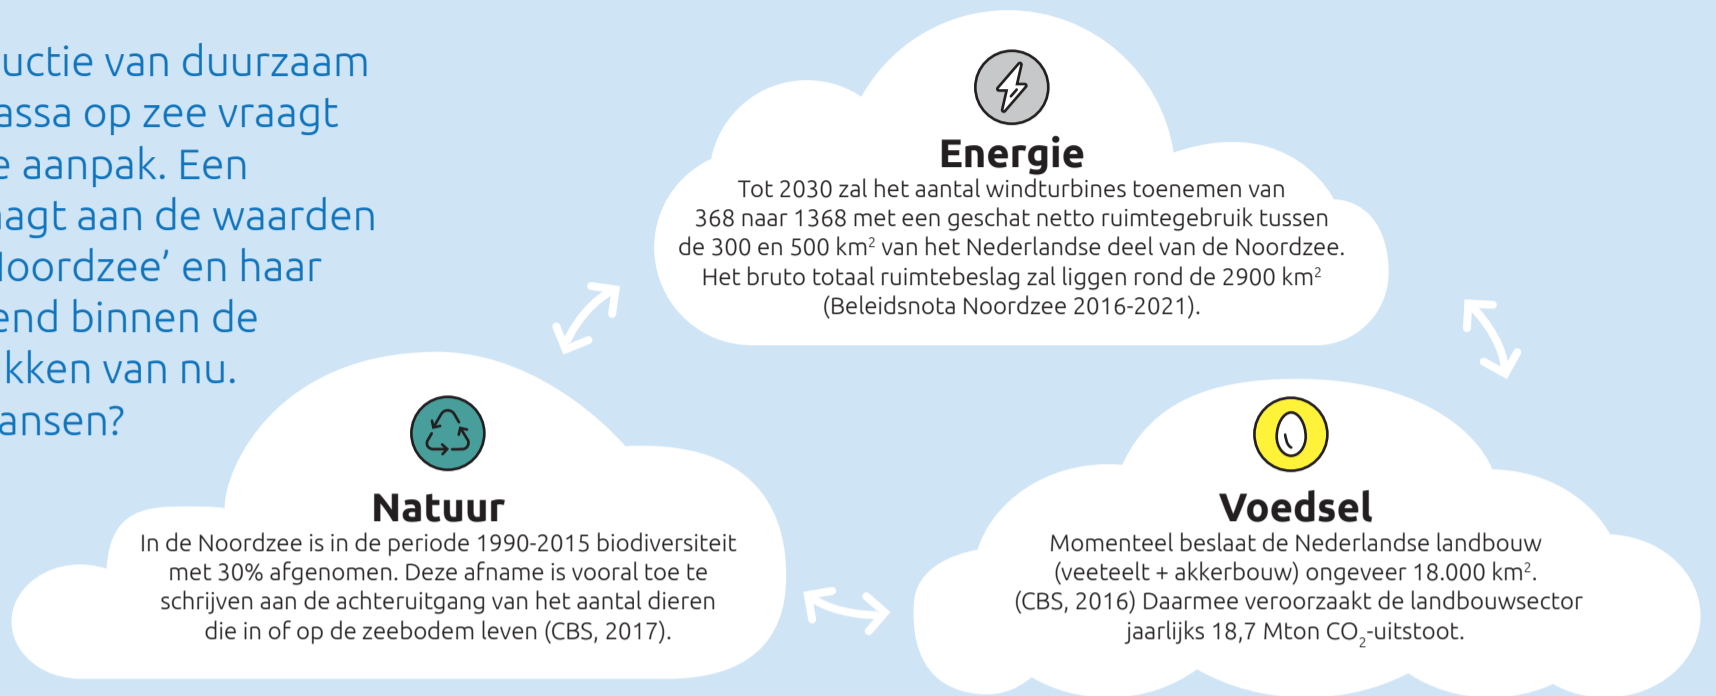 uctie van duurzaam
assa op zee vraagt
e aanpak. Een
aagt aan de waarden
Noordzee’ en haar
end binnen de
kken van nu.
ansen?
Energie
Tot 2030 zal het aantal windturbines toenemen van
368 naar 1368 met een geschat netto ruimtegebruik tussen
de 300 en 500 km² van het Nederlandse deel van de Noordzee.
Het bruto totaal ruimtebeslag zal liggen rond de 2900 km²
(Beleidsnota Noordzee 2016-2021).
Natuur
In de Noordzee is in de periode 1990-2015 biodiversiteit
met 30% afgenomen. Deze afname is vooral toe te
schrijven aan de achteruitgang van het aantal dieren
die in of op de zeebodem leven (CBS, 2017).
Voedsel
Momenteel beslaat de Nederlandse landbouw
(veeteelt + akkerbouw) ongeveer 18.000 km².
(CBS, 2016) Daarmee veroorzaakt de landbouwsector
jaarlijks 18,7 Mton CO₂-uitstoot.